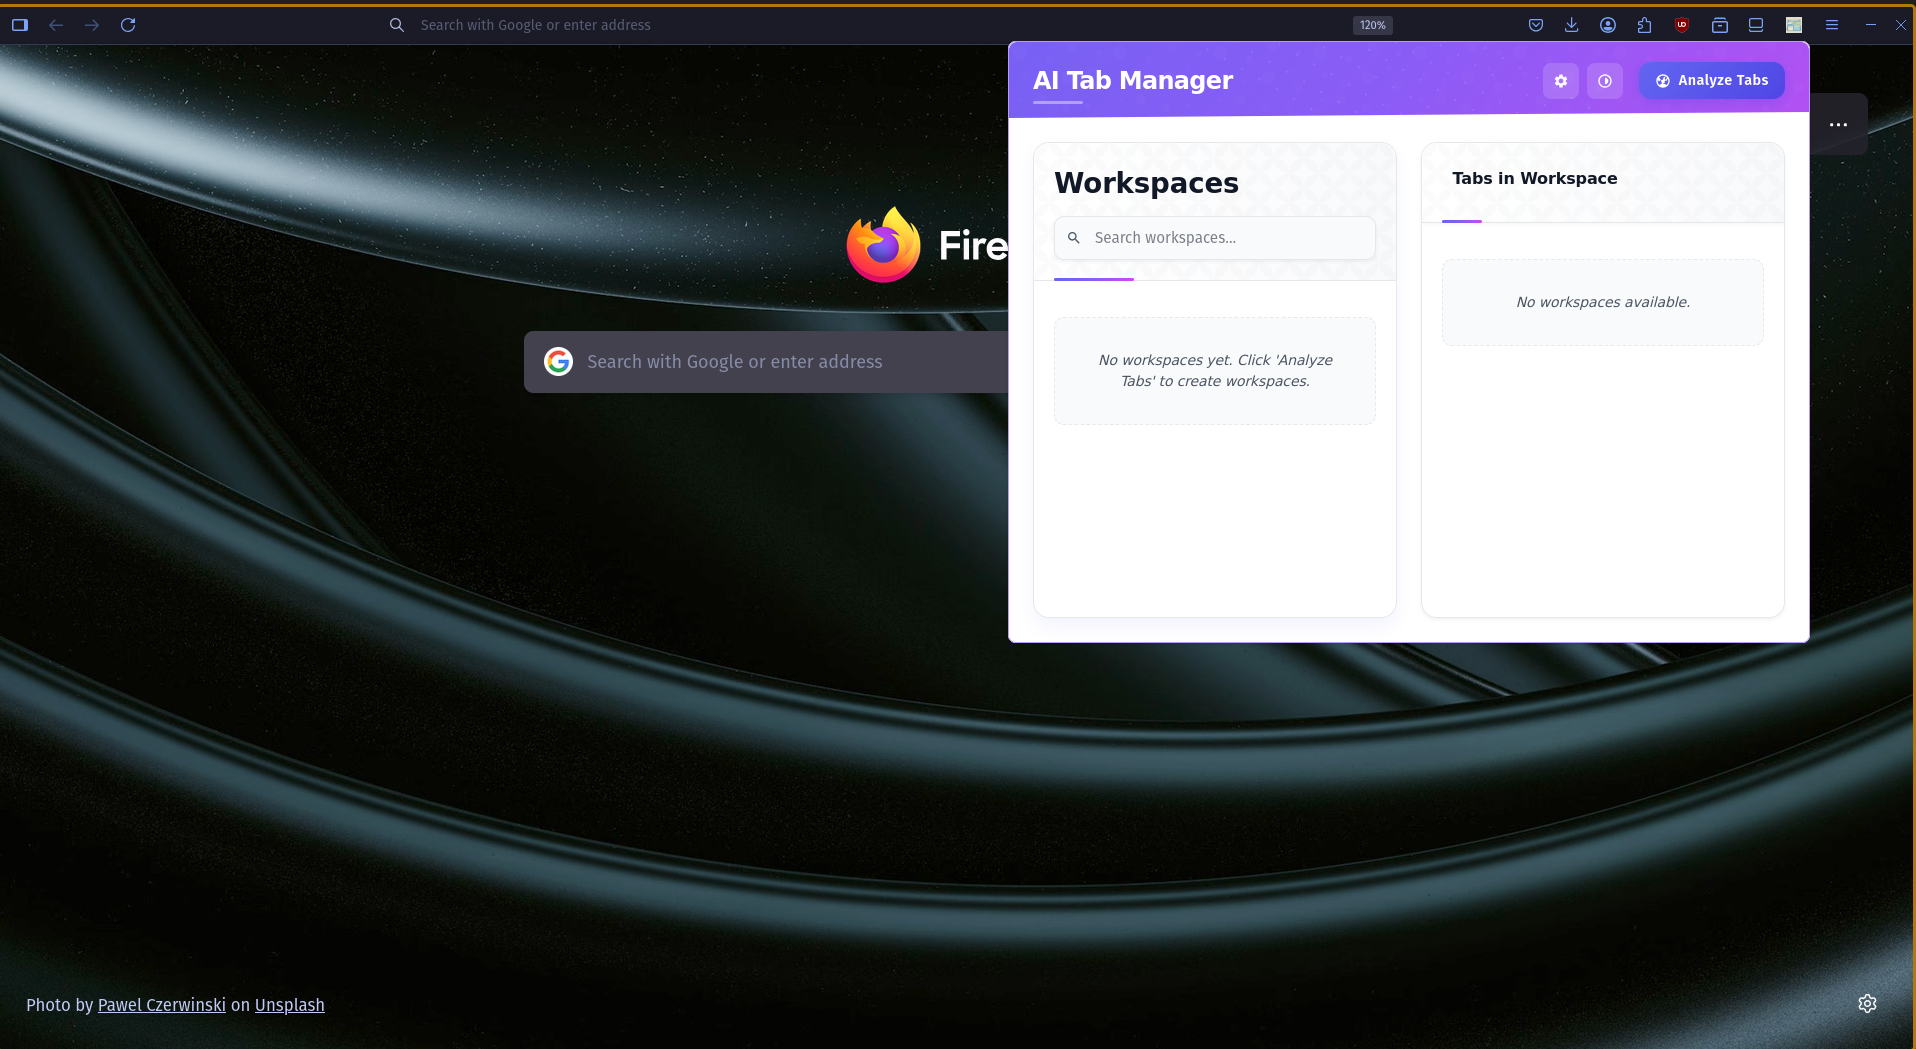 Search with Google or enter address
120%
AI Tab Manager
Analyze Tabs
Workspaces
Search workspaces...
No workspaces yet. Click 'Analyze
Tabs' to create workspaces.
Tabs in Workspace
No workspaces available.
Fire
Search with Google or enter address
Photo by Pawel Czerwinski on Unsplash